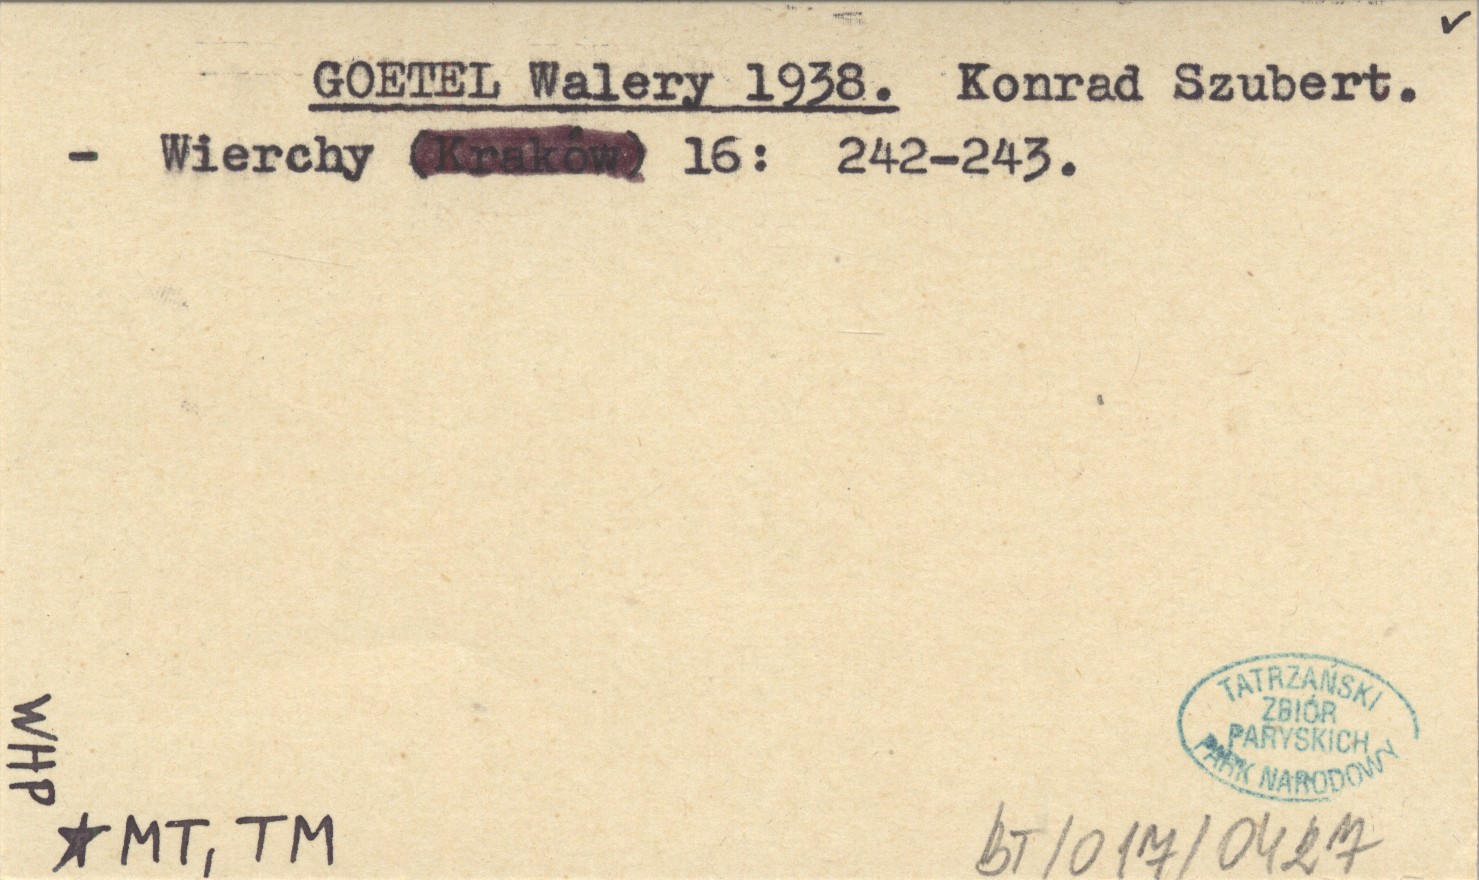 GOETEL Walery 1938. Konrad Szubert.
- Wierchy (Kraków) 16: 242-243.
TATRZAŃSKI
ZBIÓR
PARYSKICH
PARK NARODOWY
WHP
★MT, TM
BT/017/0427